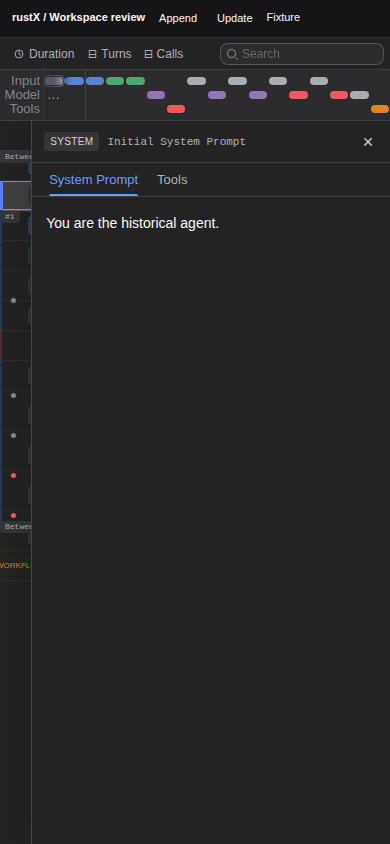 rustX / Workspace review Append Update Fixture
Duration Turns Calls Search
Input
Model ...
Tools
SYSTEM Initial System Prompt ×
System Prompt Tools
You are the historical agent.
#1